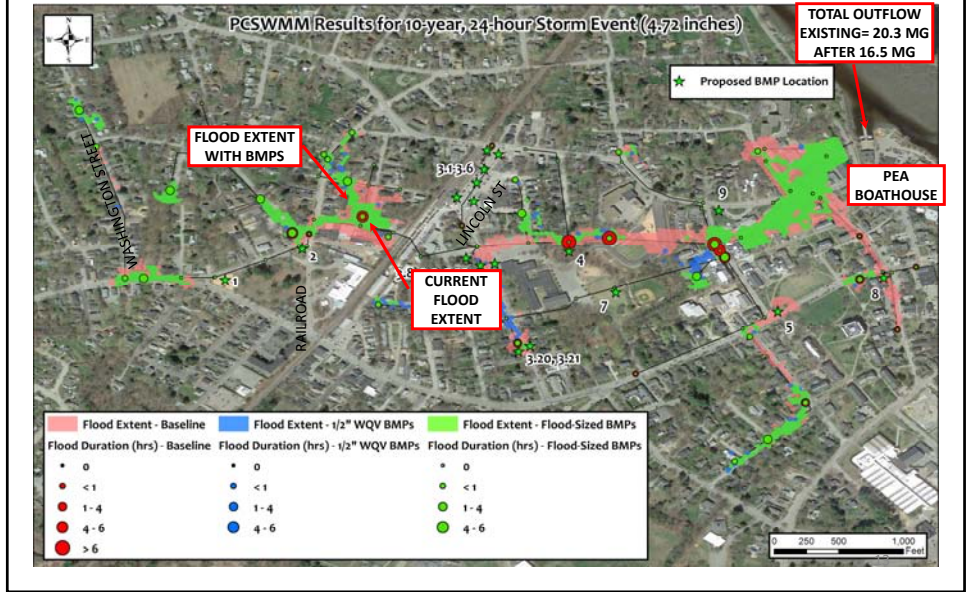 PCSWMM Results for 10-year, 24-hour Storm Event (4.72 inches)
N
W
E
S
TOTAL OUTFLOW
EXISTING= 20.3 MG
AFTER 16.5 MG
Proposed BMP Location
FLOOD EXTENT
WITH BMPS
PEA
BOATHOUSE
WASHINGTON STREET
RAILROAD
LINCOLN ST
3.1-3.6
9
1
2
3.8
4
7
5
8
3.20, 3.21
CURRENT
FLOOD
EXTENT
Flood Extent - Baseline
Flood Extent - 1/2" WQV BMPs
Flood Extent - Flood-Sized BMPs
Flood Duration (hrs) - Baseline
Flood Duration (hrs) - 1/2" WQV BMPs
Flood Duration (hrs) - Flood-Sized BMPs
0
0
0
< 1
< 1
< 1
1 - 4
1 - 4
1 - 4
4 - 6
4 - 6
4 - 6
> 6
0 250 500 1,000
Feet